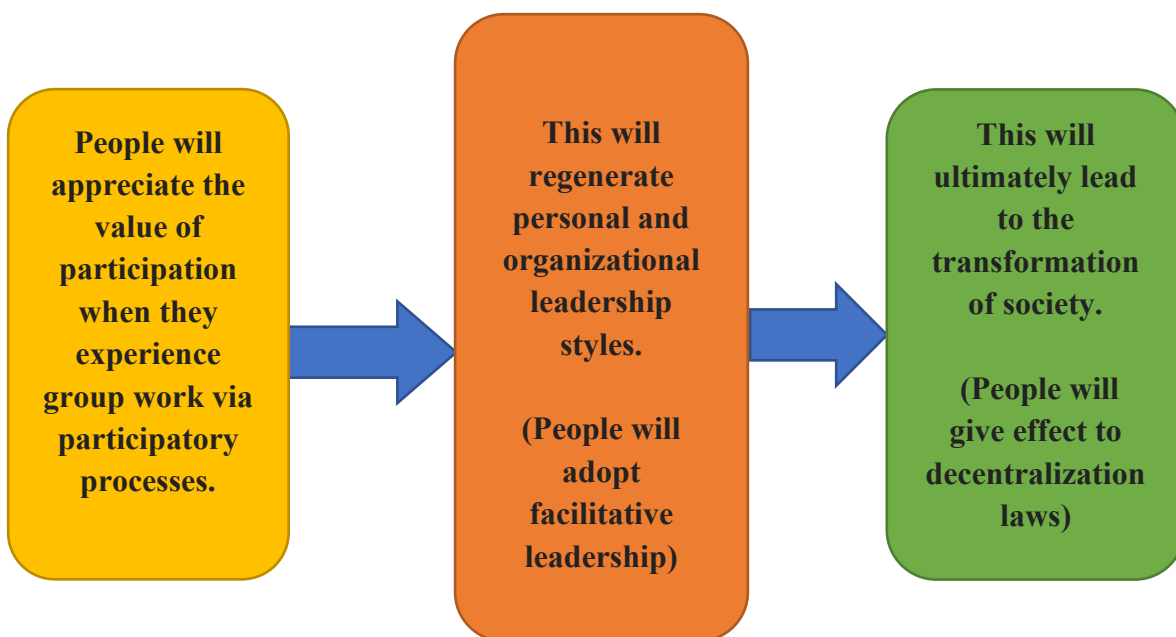 People will
appreciate the
value of
participation
when they
experience
group work via
participatory
processes.
This will
regenerate
personal and
organizational
leadership
styles.
(People will
adopt
facilitative
leadership)
This will
ultimately lead
to the
transformation
of society.
(People will
give effect to
decentralization
laws)